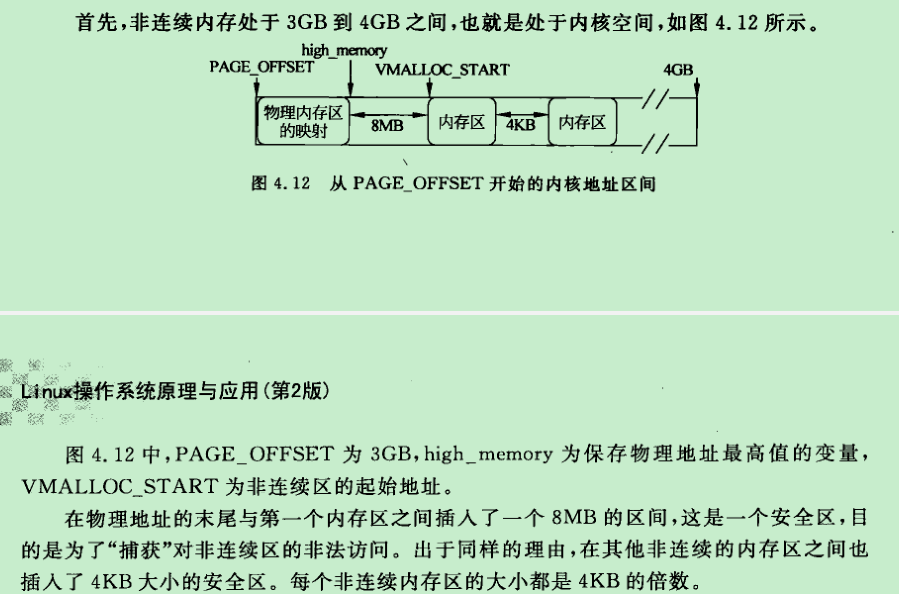 首先,非连续内存处于 3GB 到 4GB 之间,也就是处于内核空间,如图 4.12 所示。
high_memory
PAGE_OFFSET VMALLOC_START 4GB
物理内存区
的映射
8MB 内存区 4KB 内存区
图 4.12 从 PAGE_OFFSET 开始的内核地址区间
Linux操作系统原理与应用(第2版)
图 4.12 中,PAGE_OFFSET 为 3GB,high_memory 为保存物理地址最高值的变量,
VMALLOC_START 为非连续区的起始地址。
在物理地址的末尾与第一个内存区之间插入了一个 8MB 的区间,这是一个安全区,目
的是为了“捕获”对非连续区的非法访问。出于同样的理由,在其他非连续的内存区之间也
插入了 4KB 大小的安全区。每个非连续内存区的大小都是 4KB 的倍数。